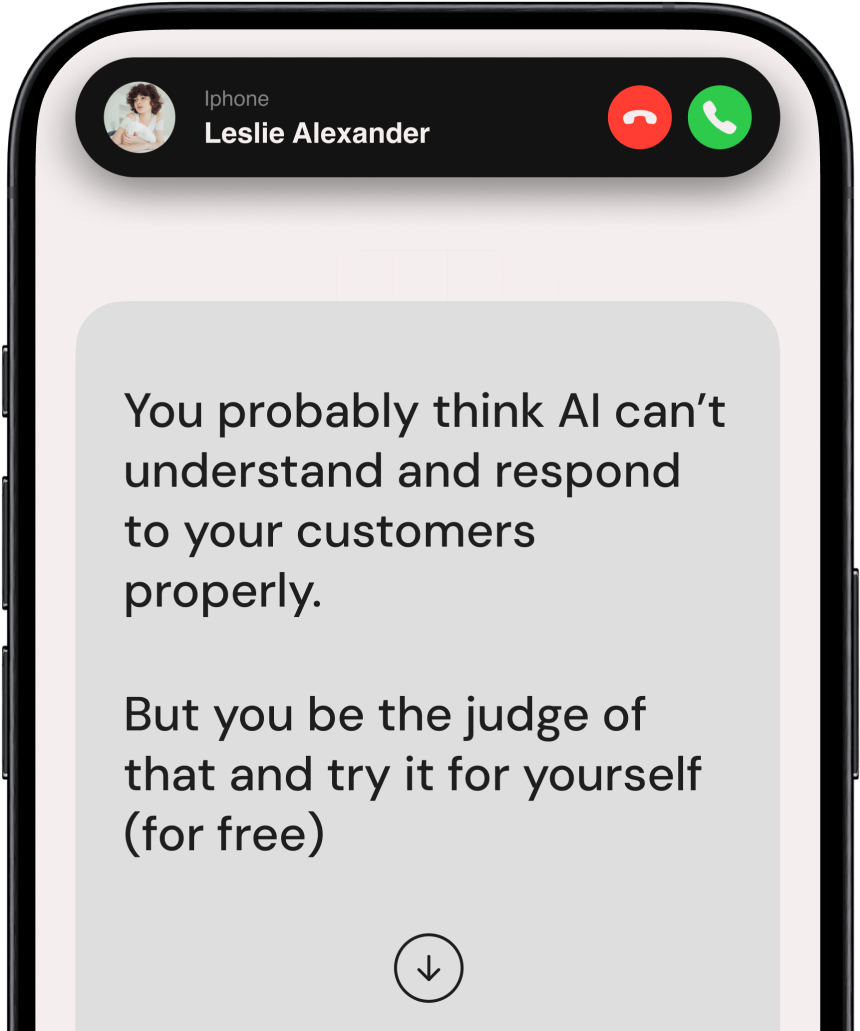 Iphone
Leslie Alexander
You probably think AI can’t
understand and respond
to your customers
properly.
But you be the judge of
that and try it for yourself
(for free)